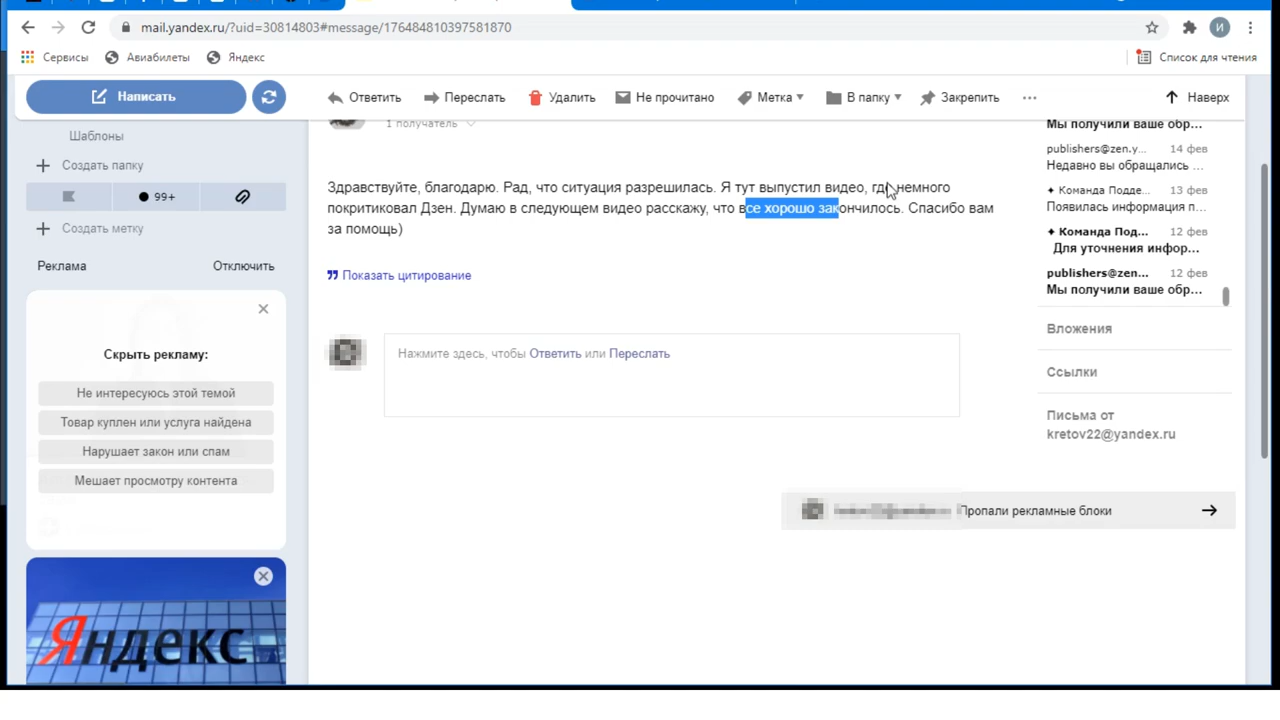 mail.yandex.ru/?uid=30814803#message/176484810397581870
И
Сервисы Авиабилеты Яндекс Список для чтения
Написать
Ответить Переслать Удалить Не прочитано Метка В папку Закрепить Наверх
Шаблоны
Создать папку
99+
Создать метку
Реклама Отключить
Скрыть рекламу:
Не интересуюсь этой темой
Товар куплен или услуга найдена
Нарушает закон или спам
Мешает просмотру контента
Яндекс
1 получатель
Здравствуйте, благодарю. Рад, что ситуация разрешилась. Я тут выпустил видео, где немного
покритиковал Дзен. Думаю в следующем видео расскажу, что все хорошо закончилось. Спасибо вам
за помощь)
Показать цитирование
Нажмите здесь, чтобы Ответить или Переслать
Пропали рекламные блоки
Мы получили ваше обр...
publishers@zen.y... 14 фев
Недавно вы обращались ...
Команда Подде... 13 фев
Появилась информация п...
Команда Под... 12 фев
Для уточнения инфор...
publishers@zen... 12 фев
Мы получили ваше обр...
Вложения
Ссылки
Письма от
kretov22@yandex.ru